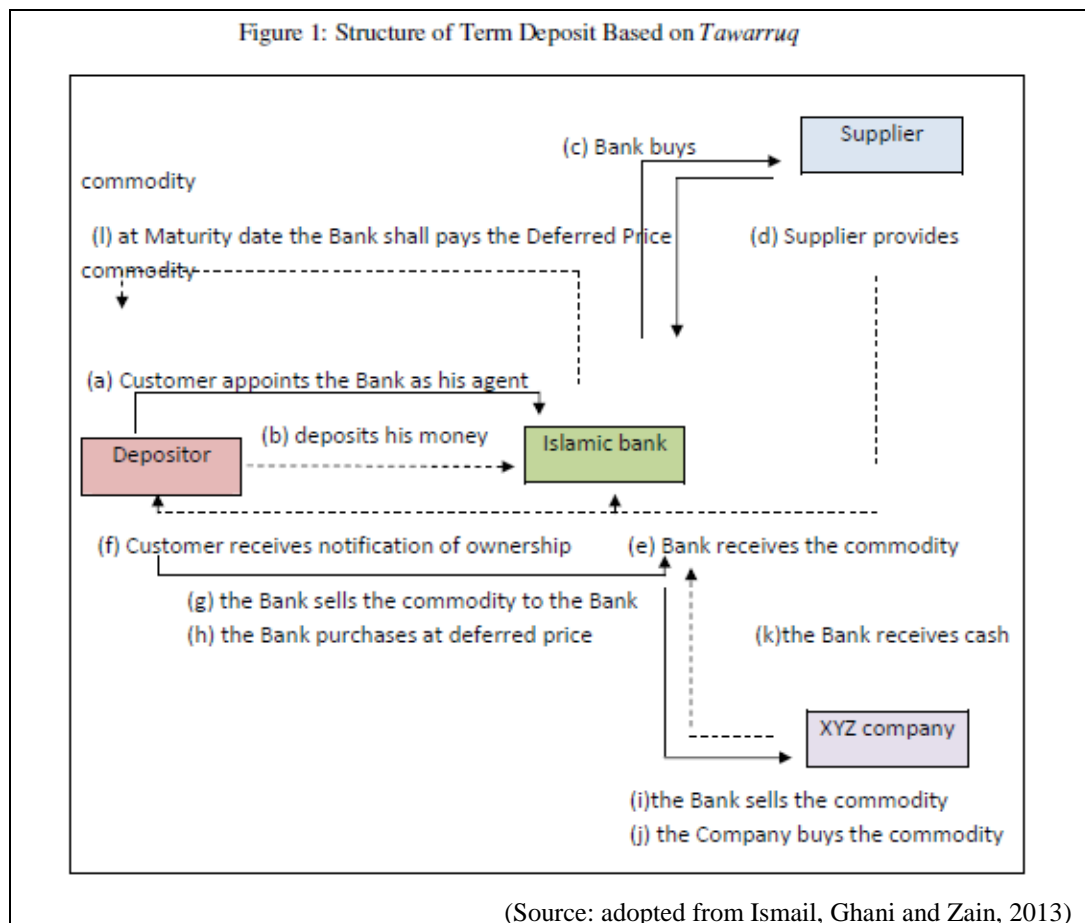 Figure 1: Structure of Term Deposit Based on Tawarruq
Supplier
(c) Bank buys
commodity
(l) at Maturity date the Bank shall pays the Deferred Price
(d) Supplier provides
commodity
(a) Customer appoints the Bank as his agent
(b) deposits his money
Islamic bank
Depositor
(f) Customer receives notification of ownership
(e) Bank receives the commodity
(g) the Bank sells the commodity to the Bank
(h) the Bank purchases at deferred price
(k)the Bank receives cash
XYZ company
(i)the Bank sells the commodity
(j) the Company buys the commodity
(Source: adopted from Ismail, Ghani and Zain, 2013)